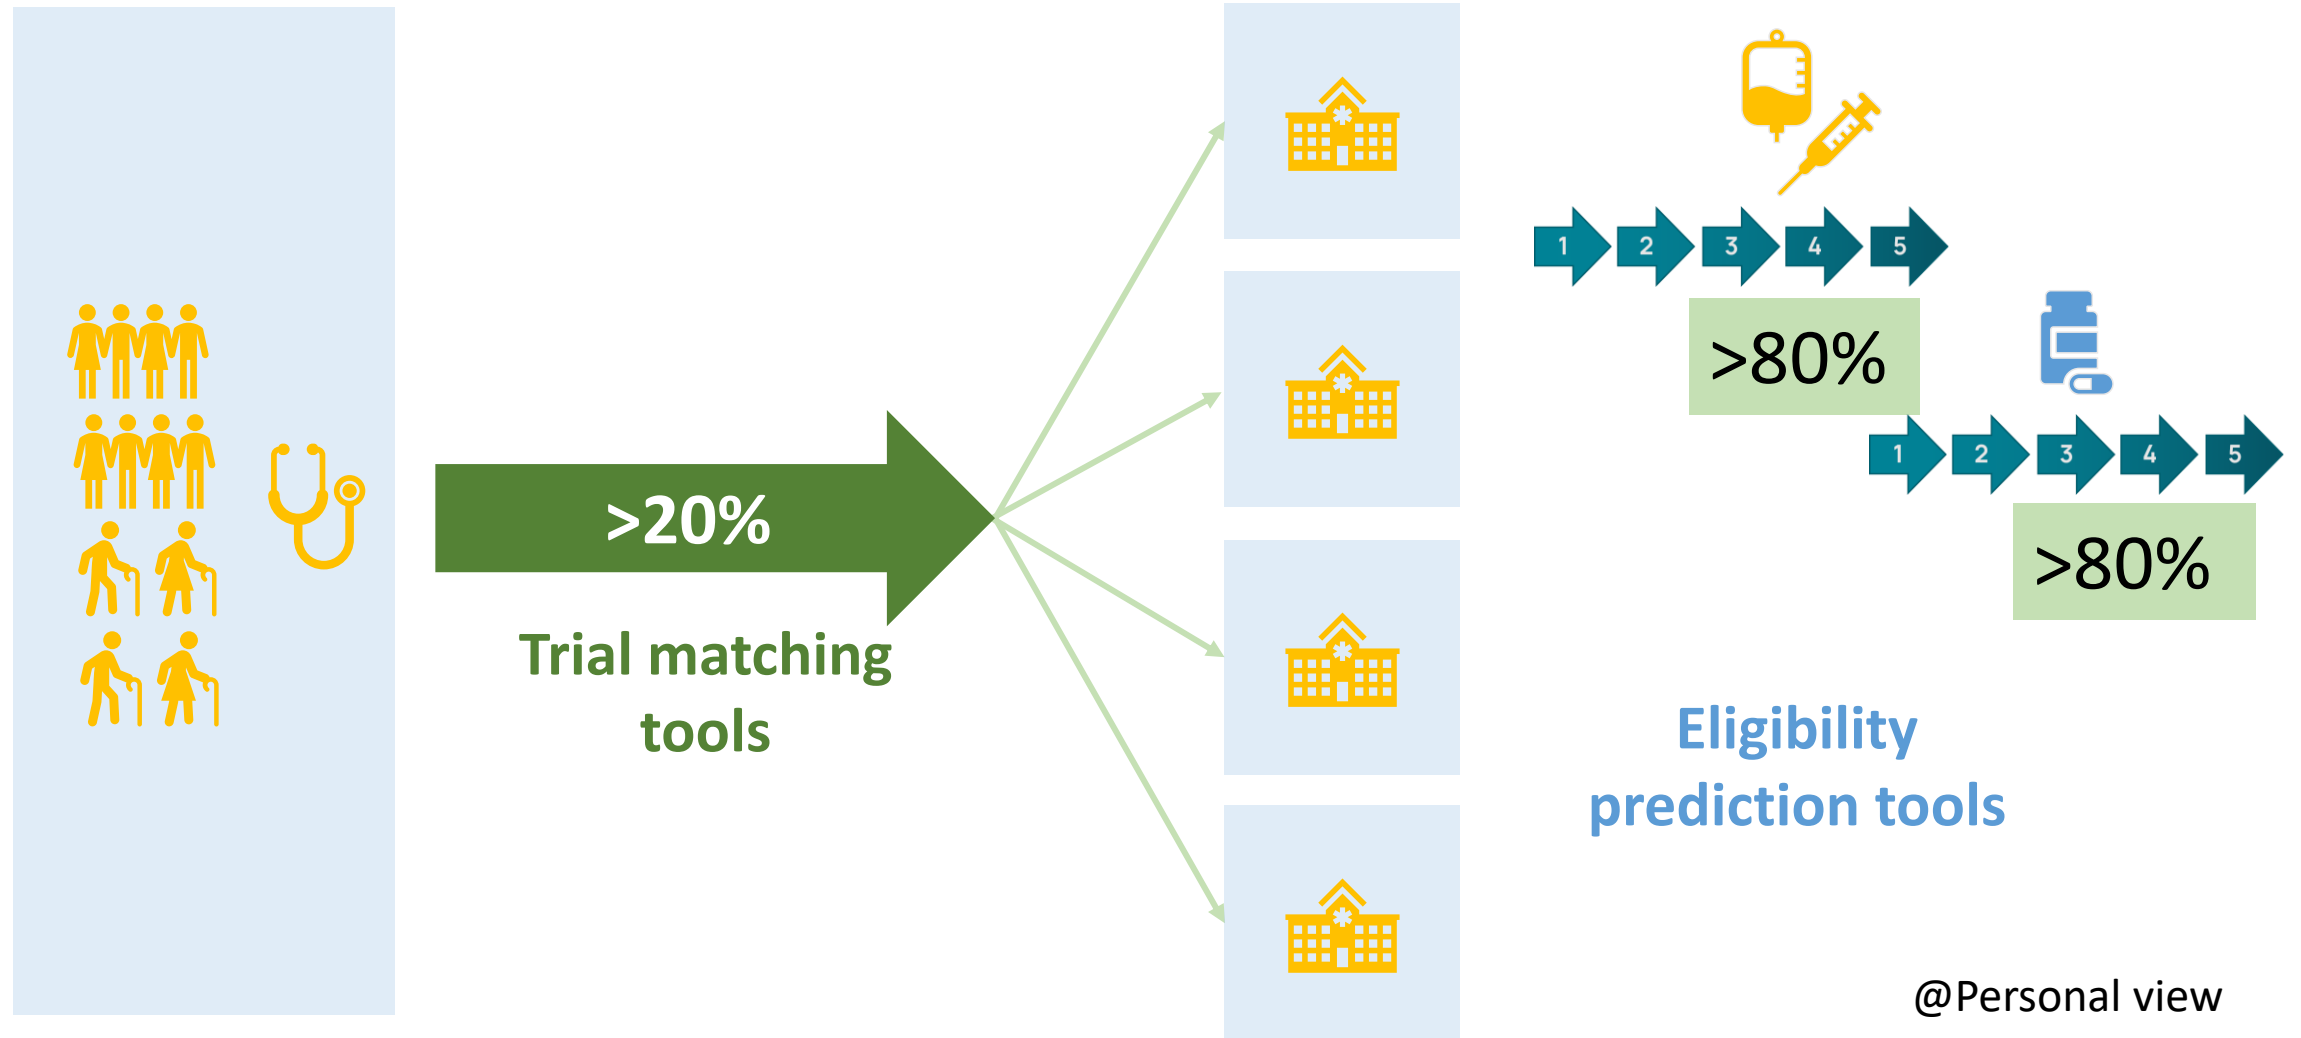 >20%
Trial matching
tools
1 2 3 4 5
>80%
1 2 3 4 5
>80%
Eligibility
prediction tools
@Personal view